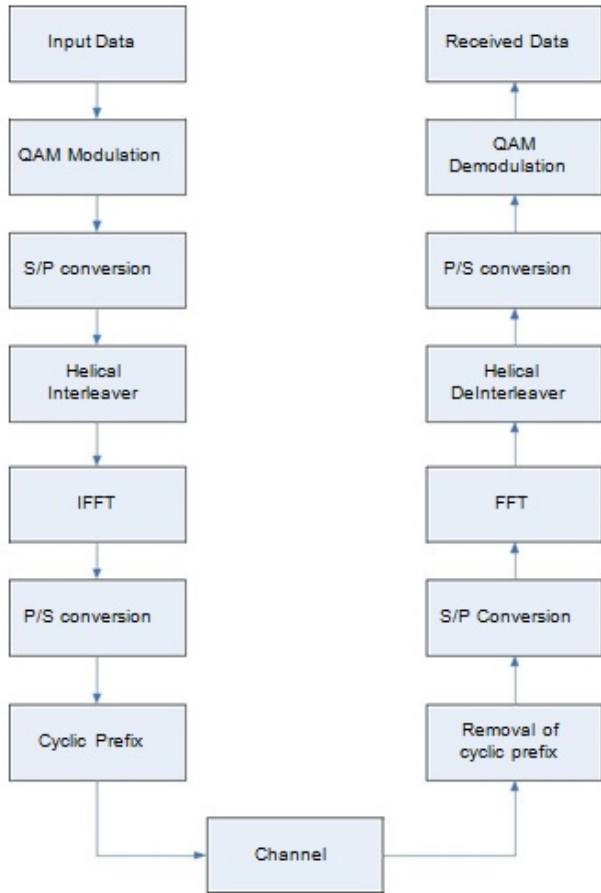 Input Data
QAM Modulation
S/P conversion
Helical
Interleaver
IFFT
P/S conversion
Cyclic Prefix
Channel
Removal of
cyclic prefix
S/P Conversion
FFT
Helical
DeInterleaver
P/S conversion
QAM
Demodulation
Received Data